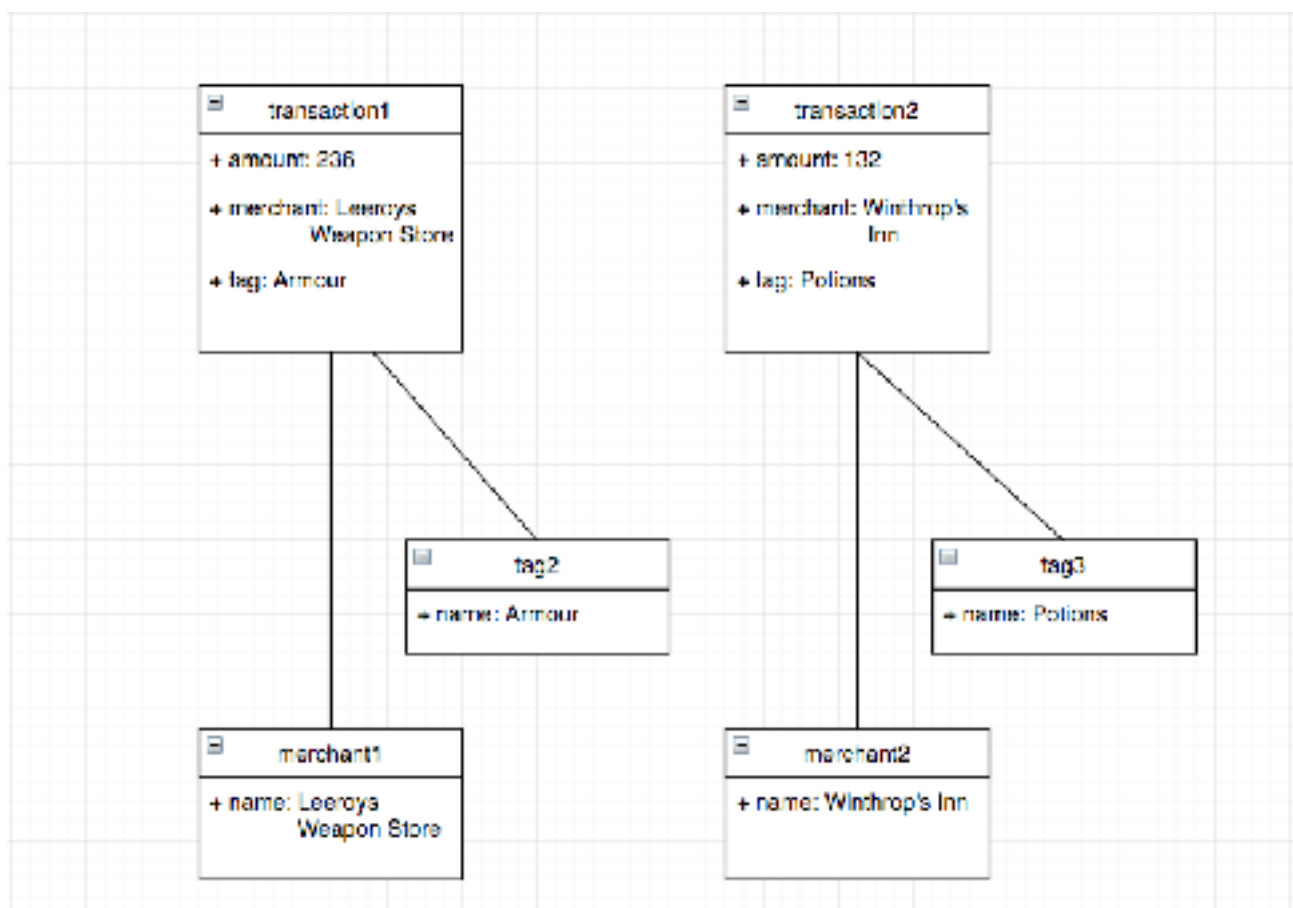 transaction1
+ amount: 236
+ merchant: Leeroys
Weapon Store
+ tag: Armour
transaction2
+ amount: 132
+ merchant: Winthrop's
Inn
+ tag: Potions
tag2
+ name: Armour
tag3
+ name: Potions
merchant1
+ name: Leeroys
Weapon Store
merchant2
+ name: Winthrop's Inn